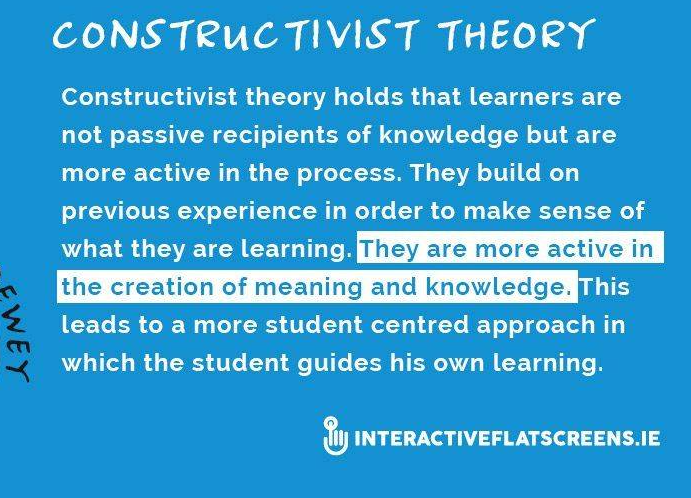 CONSTRUCTIVIST THEORY
Constructivist theory holds that learners are
not passive recipients of knowledge but are
more active in the process. They build on
previous experience in order to make sense of
what they are learning. They are more active in
the creation of meaning and knowledge. This
leads to a more student centred approach in
which the student guides his own learning.
EWEY
INTERACTIVEFLATSCREENS.IE